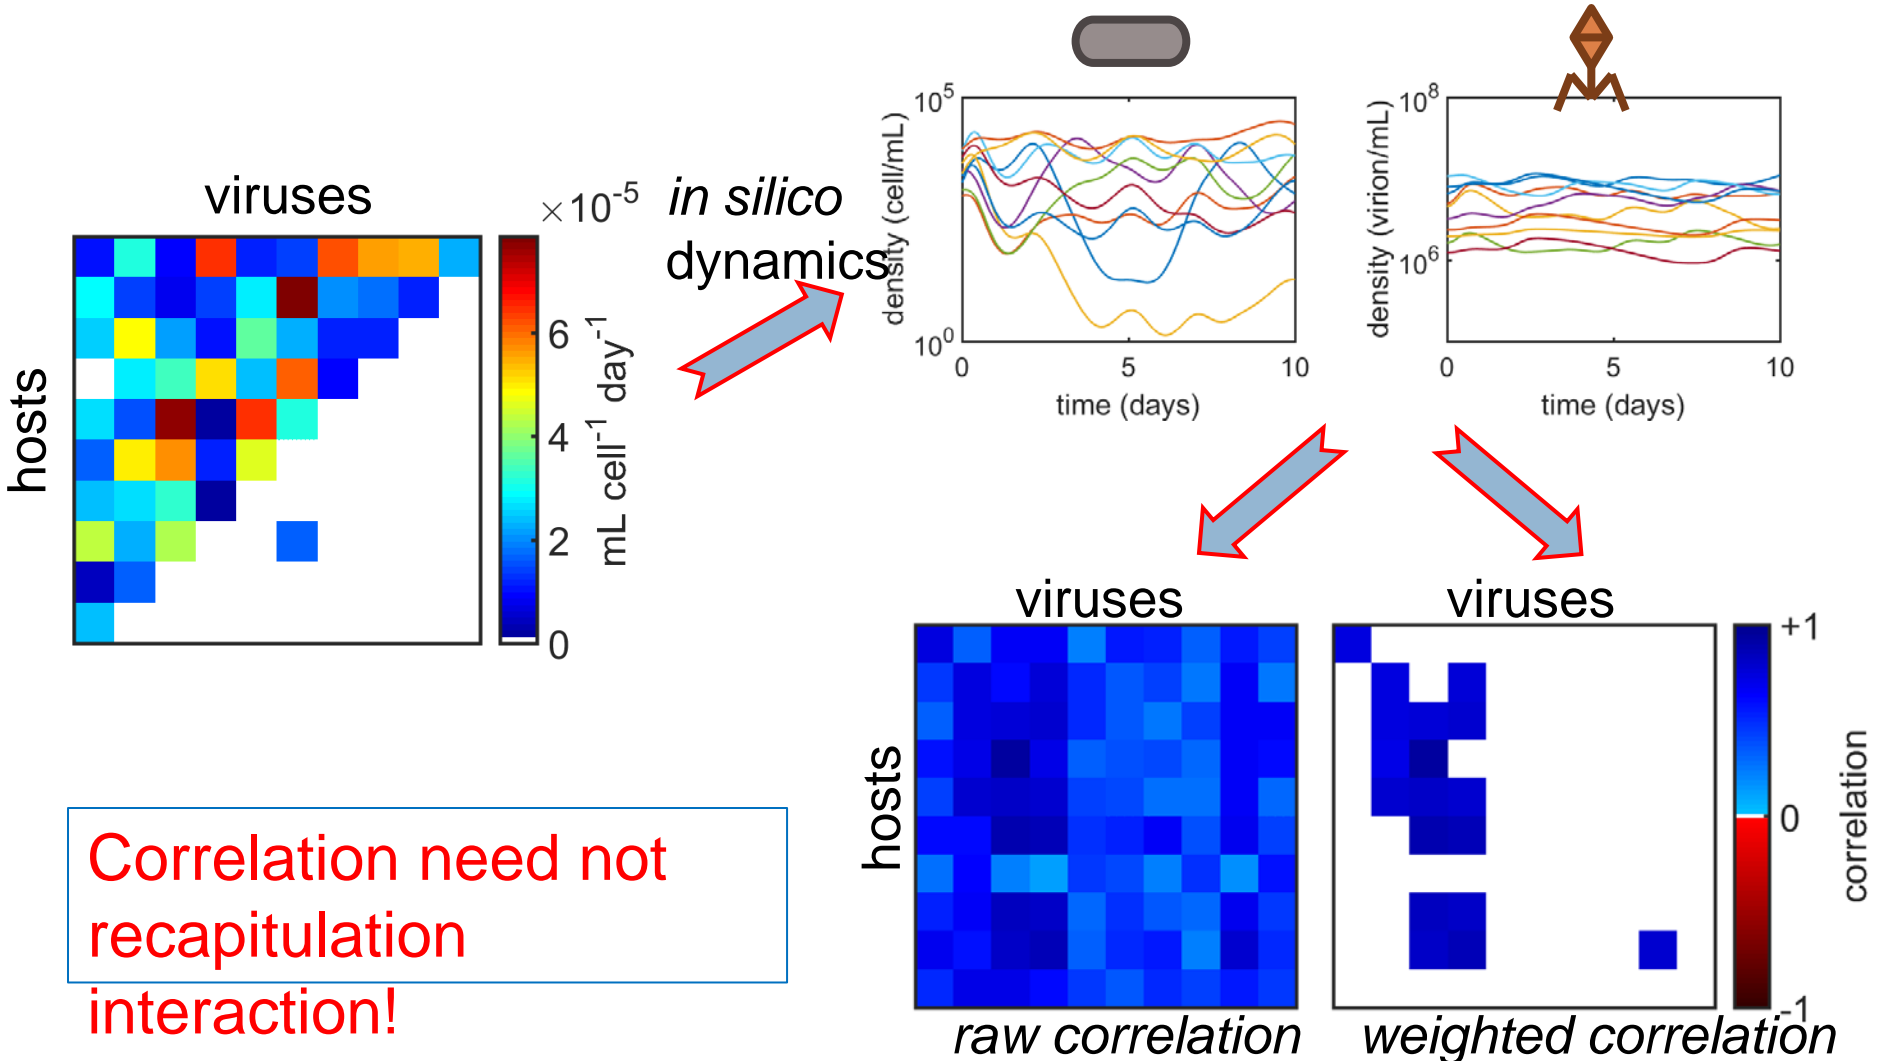 viruses
hosts
×10-5
6
4
2
0
mL cell-1 day-1
in silico
dynamics
105
100
density (cell/mL)
0 5 10
time (days)
108
106
density (virion/mL)
0 5 10
time (days)
viruses
hosts
raw correlation
viruses
weighted correlation
+1
0
-1
correlation
Correlation need not
recapitulation
interaction!